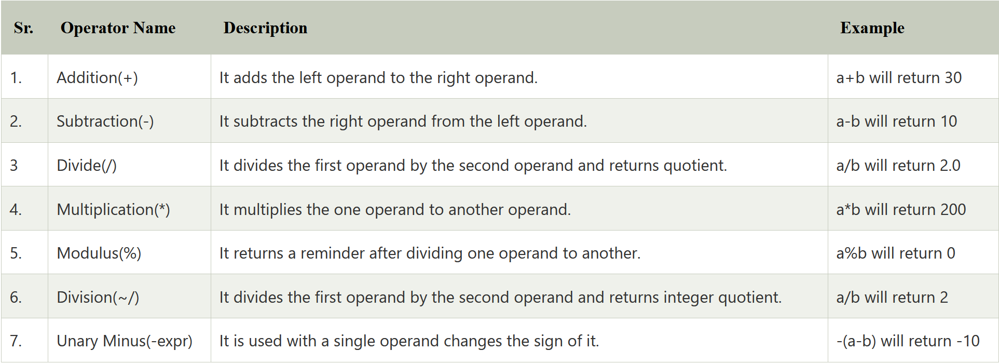 Sr. Operator Name Description Example
1. Addition(+) It adds the left operand to the right operand. a+b will return 30
2. Subtraction(-) It subtracts the right operand from the left operand. a-b will return 10
3 Divide(/) It divides the first operand by the second operand and returns quotient. a/b will return 2.0
4. Multiplication(*) It multiplies the one operand to another operand. a*b will return 200
5. Modulus(%) It returns a reminder after dividing one operand to another. a%b will return 0
6. Division(~/) It divides the first operand by the second operand and returns integer quotient. a/b will return 2
7. Unary Minus(-expr) It is used with a single operand changes the sign of it. -(a-b) will return -10